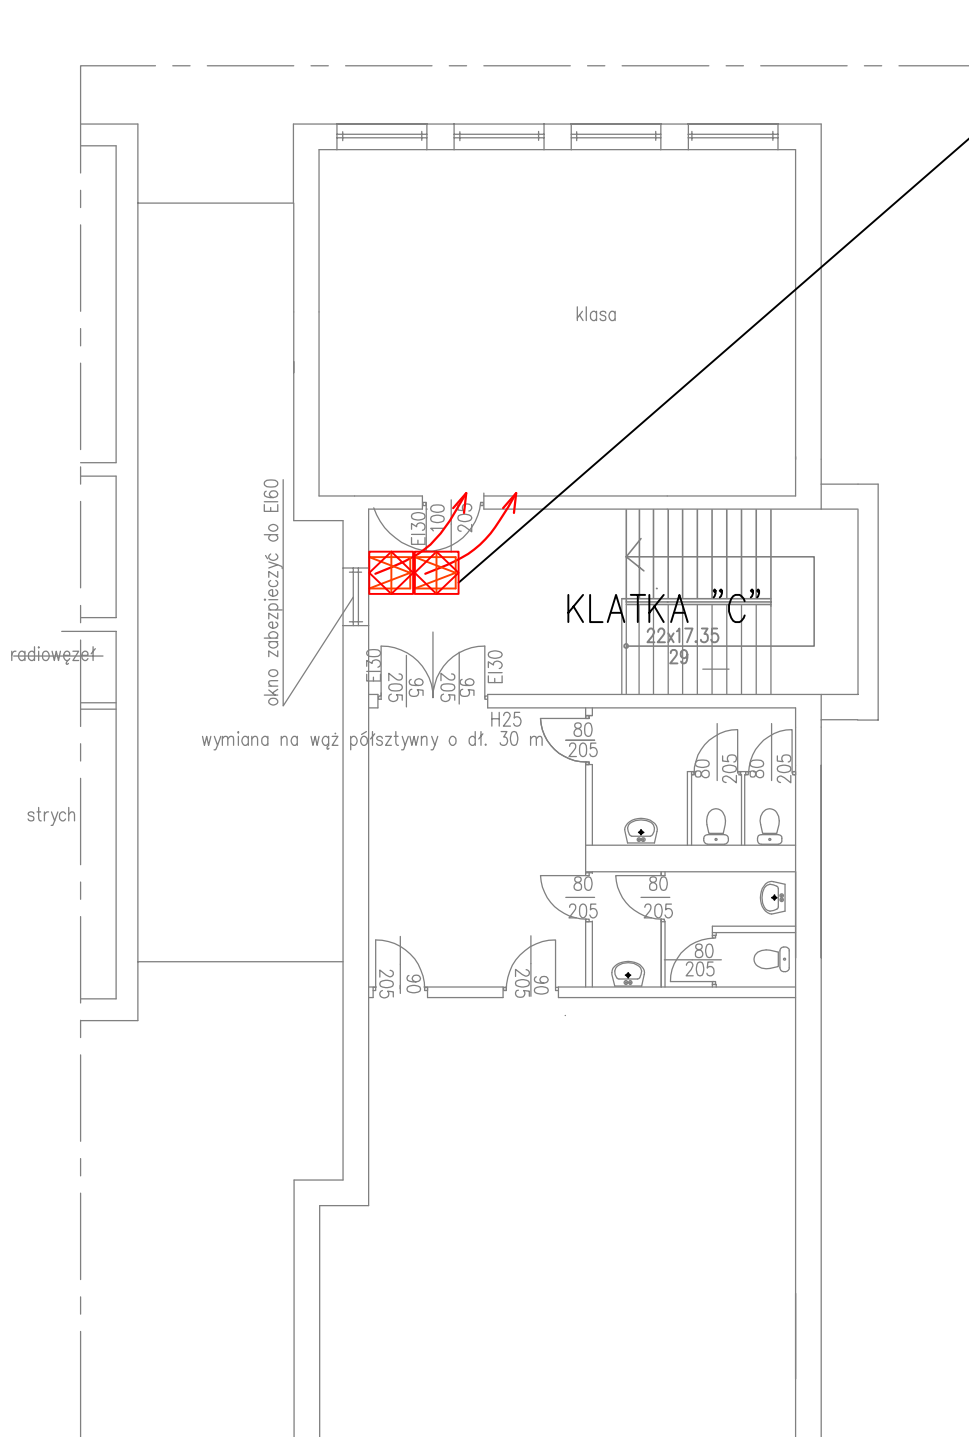 klasa
okno zabezpieczyć do EI60
EI30
100
205
KLATKA "C"
22x17.35
29
radiowęzeł
EI30
205
95
205
95
EI30
H25
wymiana na wąż półsztywny o dł. 30 m
80
205
80
205
80
205
strych
80
205
80
205
80
205
205
90
205
90